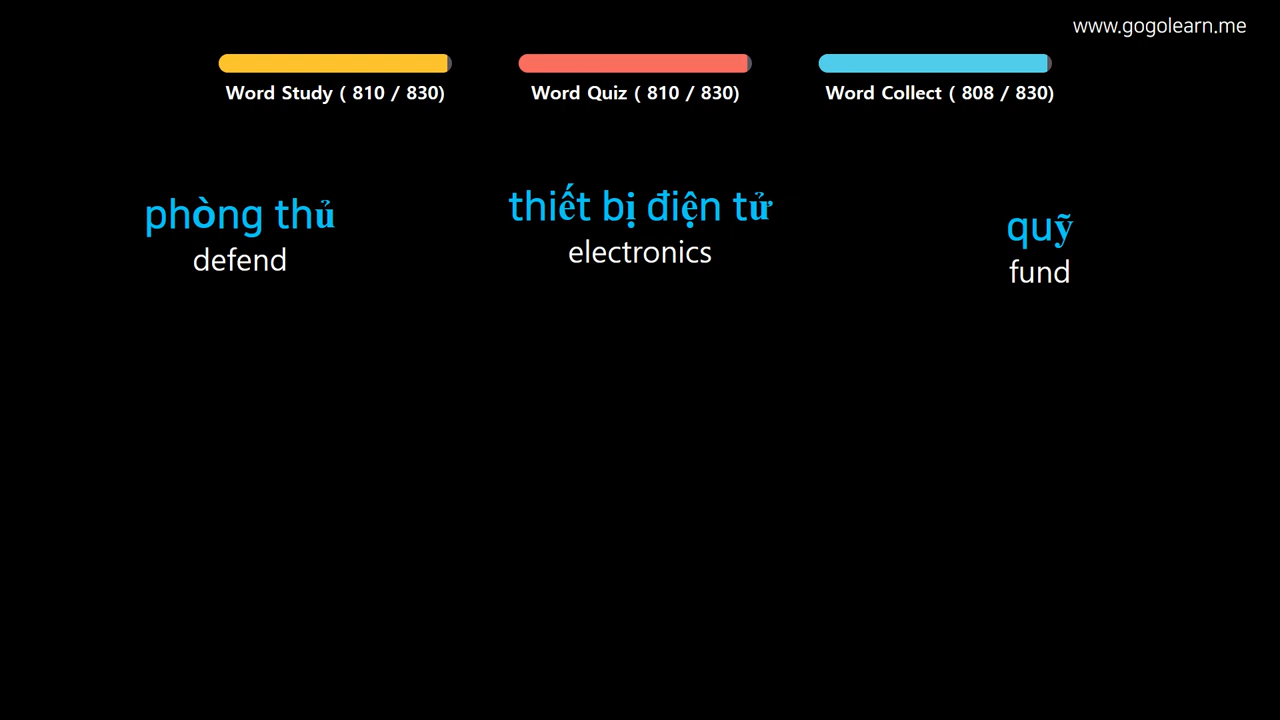 www.gogolearn.me
Word Study ( 810 / 830)
Word Quiz ( 810 / 830)
Word Collect ( 808 / 830)
phòng thủ
defend
thiết bị điện tử
electronics
quỹ
fund